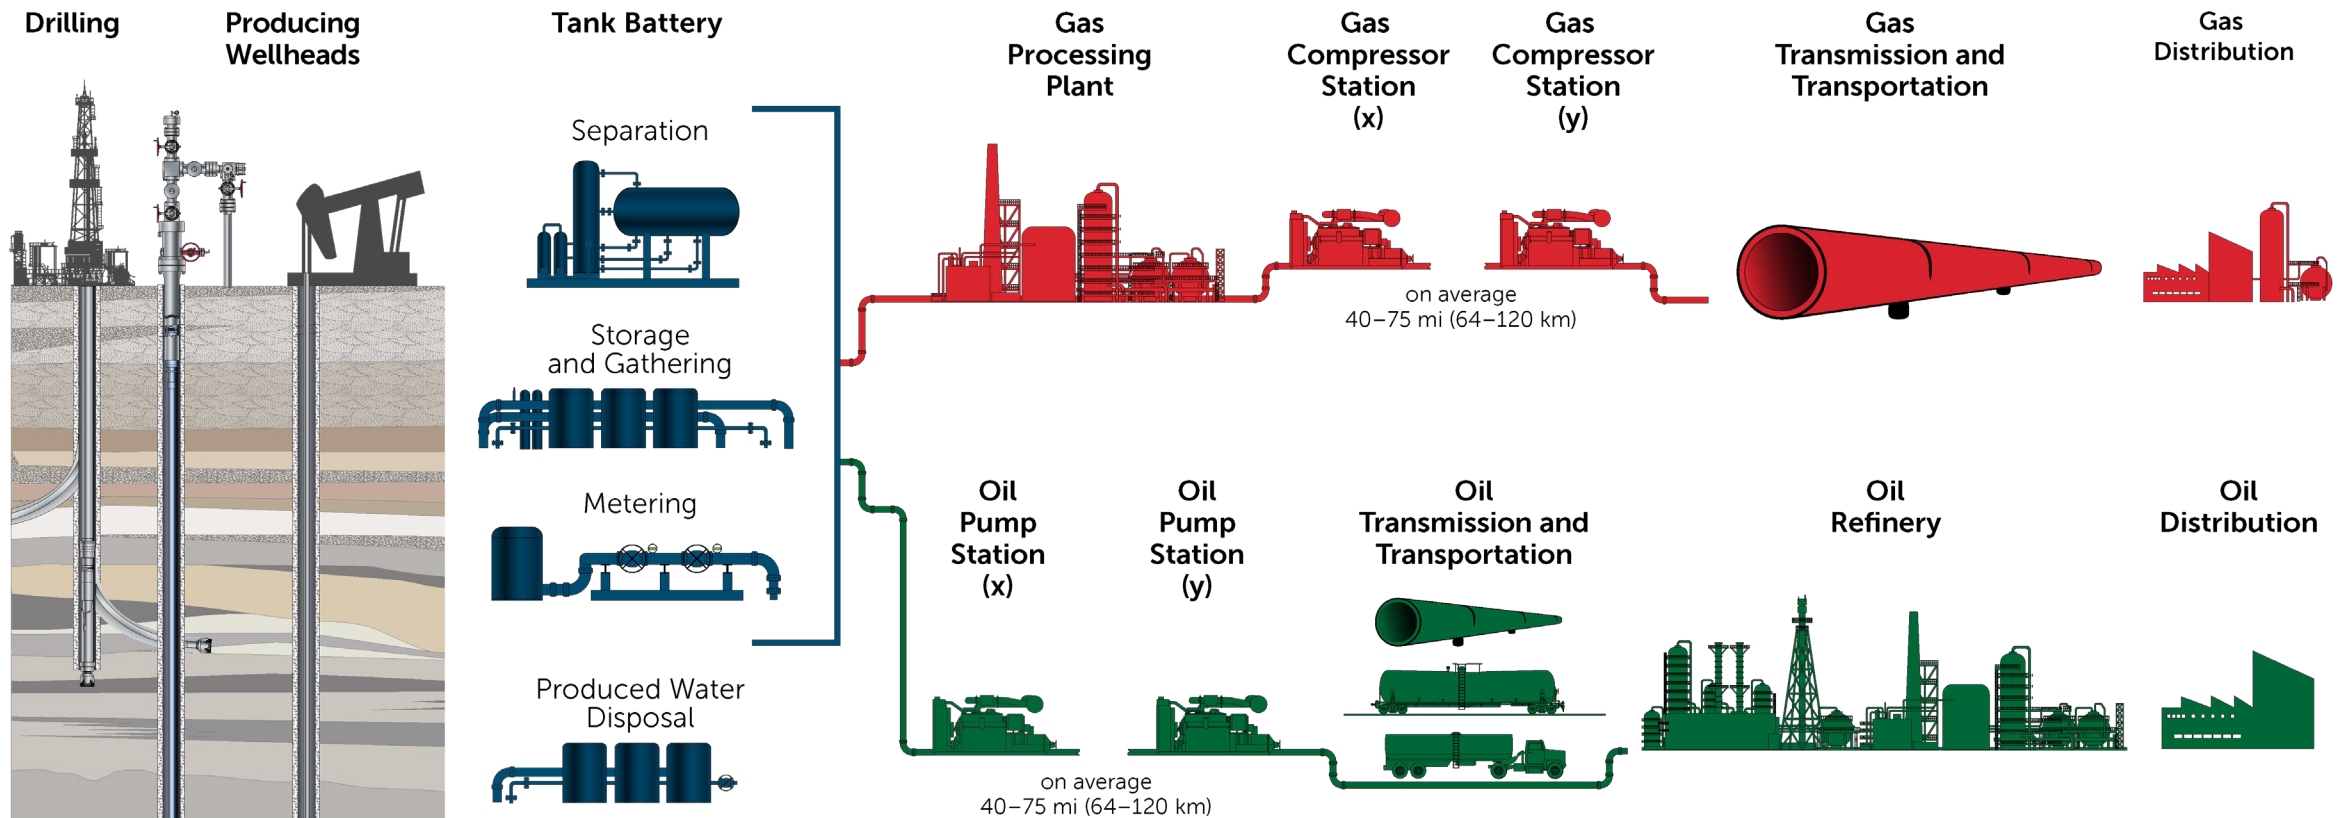 Drilling
Producing
Wellheads
Tank Battery
Separation
Storage
and Gathering
Metering
Produced Water
Disposal
Gas
Processing
Plant
Gas
Compressor
Station
(x)
Gas
Compressor
Station
(y)
on average
40–75 mi (64–120 km)
Gas
Transmission and
Transportation
Gas
Distribution
Oil
Pump
Station
(x)
Oil
Pump
Station
(y)
on average
40–75 mi (64–120 km)
Oil
Transmission and
Transportation
Oil
Refinery
Oil
Distribution